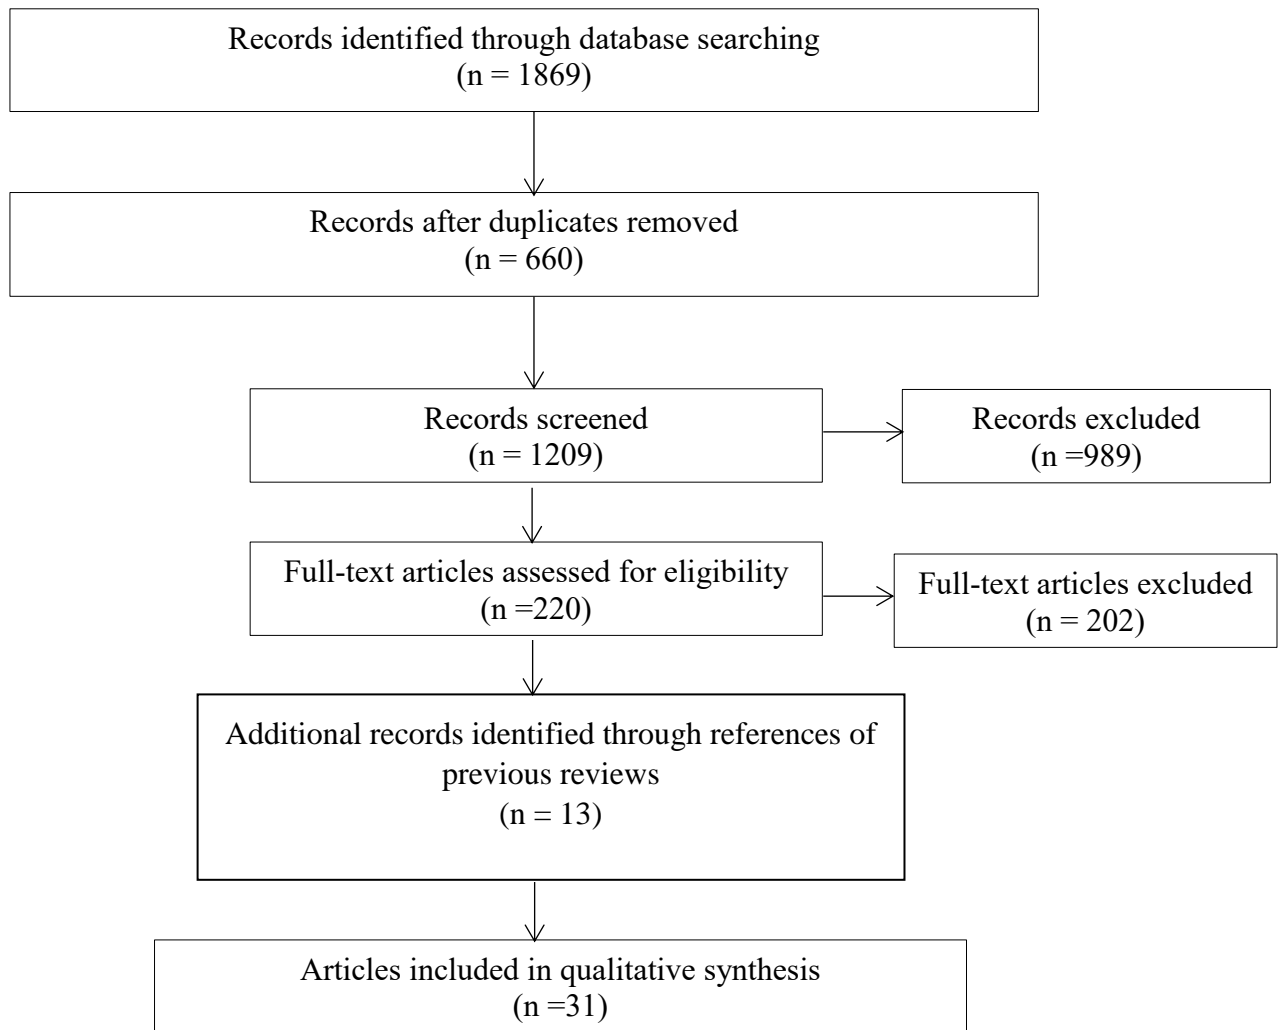 Records identified through database searching
(n = 1869)
Records after duplicates removed
(n = 660)
Records screened
(n = 1209)
Records excluded
(n =989)
Full-text articles assessed for eligibility
(n =220)
Full-text articles excluded
(n = 202)
Additional records identified through references of
previous reviews
(n = 13)
Articles included in qualitative synthesis
(n =31)